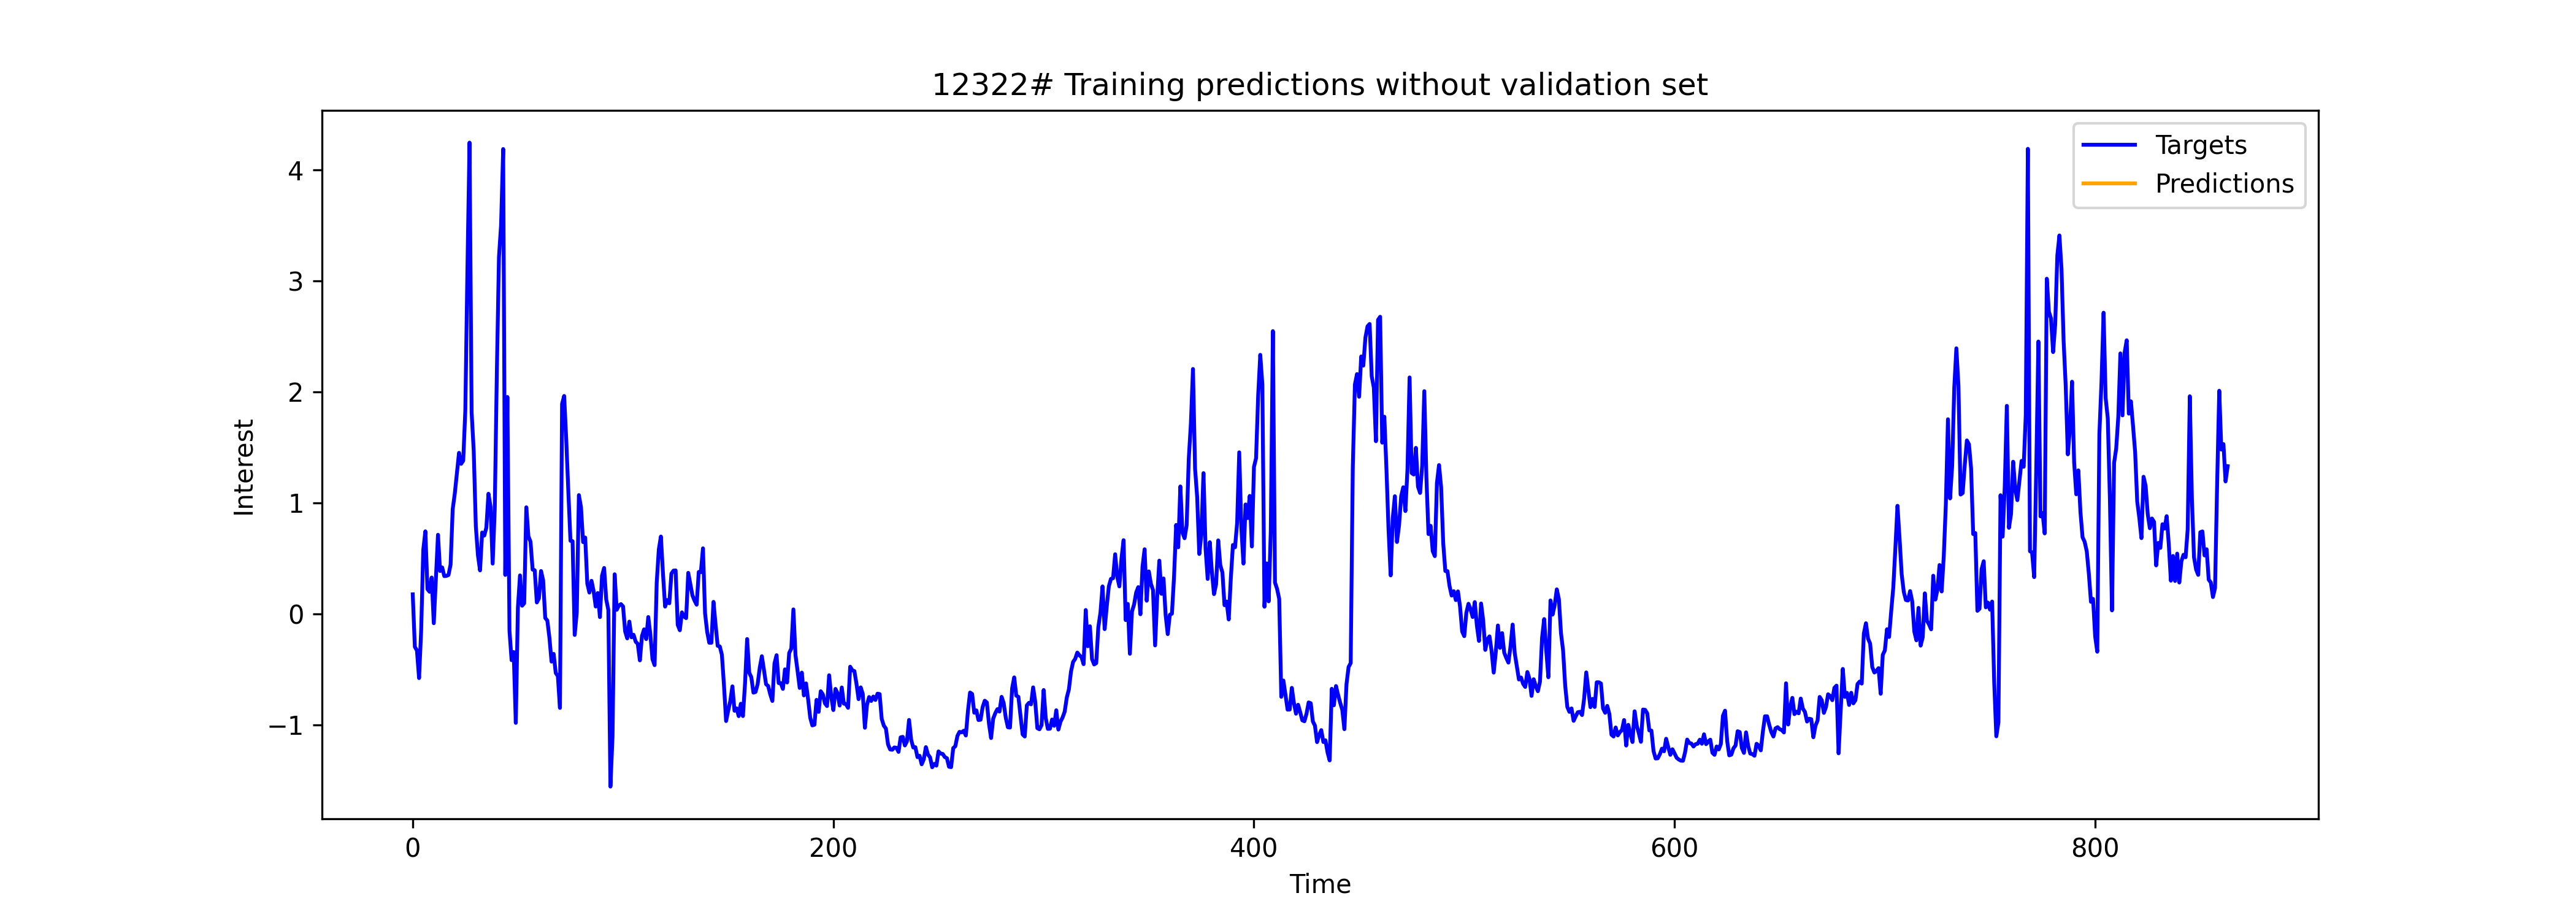 12322# Training predictions without validation set
Targets
Predictions
4
3
2
1
0
−1
Interest
0
200
400
600
800
Time